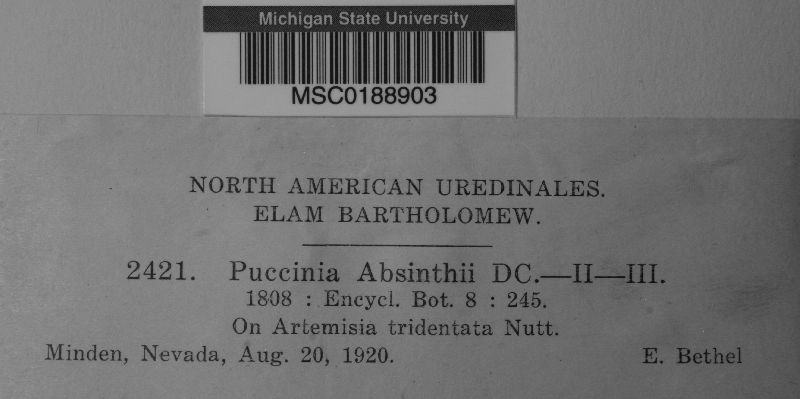 Michigan State University
MSC0188903
NORTH AMERICAN UREDINALES.
ELAM BARTHOLOMEW.
2421. Puccinia Absinthii DC.—II—III.
1808 : Encycl. Bot. 8 : 245.
On Artemisia tridentata Nutt.
Minden, Nevada, Aug. 20, 1920. E. Bethel